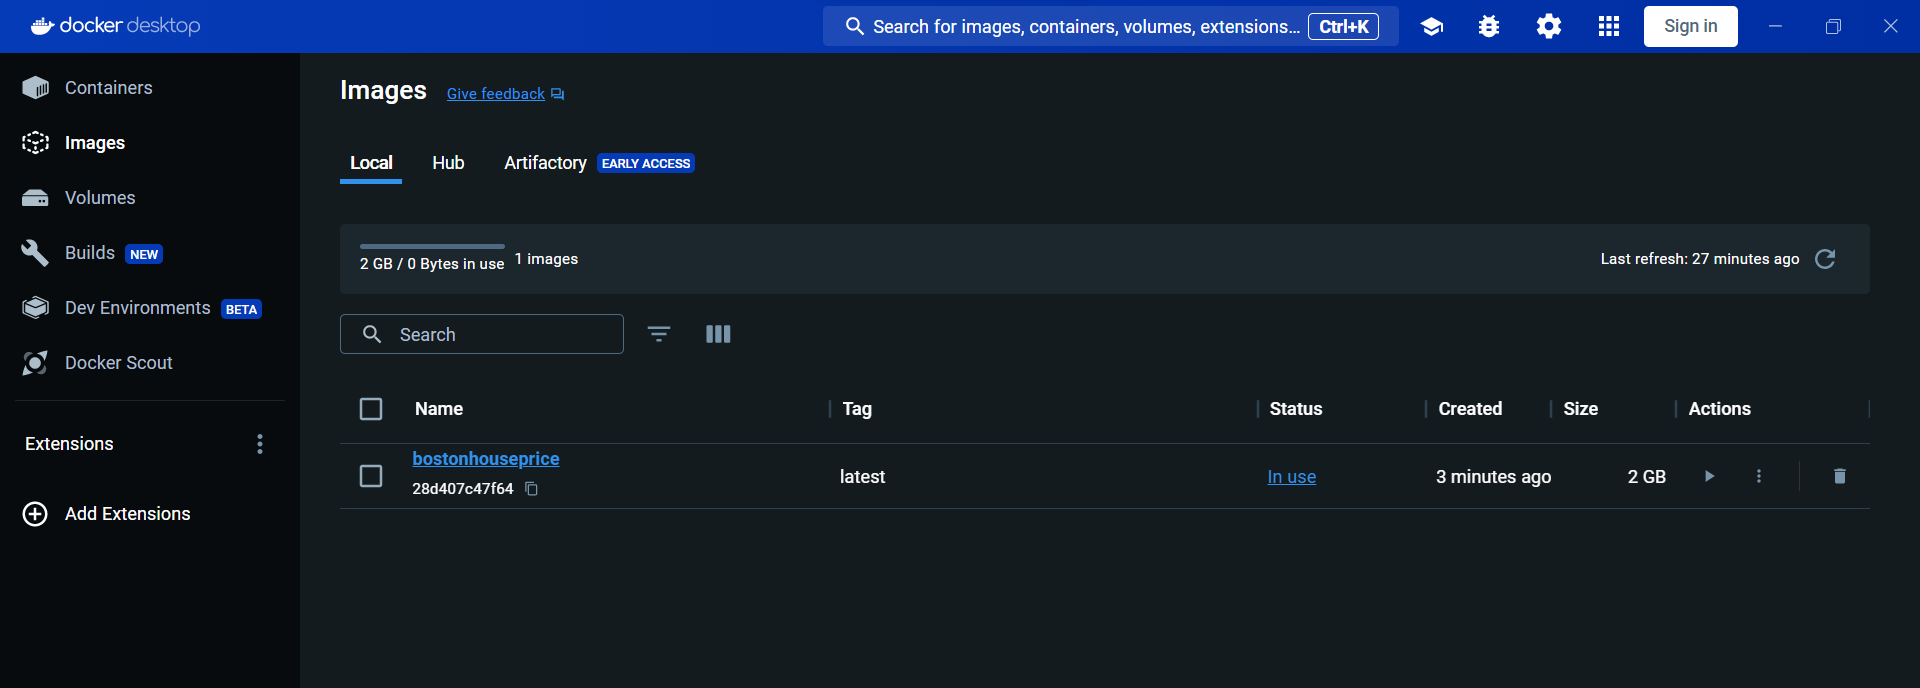 docker desktop
Search for images, containers, volumes, extensions... Ctrl+K
Sign in
Containers
Images
Volumes
Builds NEW
Dev Environments BETA
Docker Scout
Extensions
Add Extensions
Images Give feedback
Local Hub Artifactory EARLY ACCESS
2 GB / 0 Bytes in use 1 images
Last refresh: 27 minutes ago
Search
Name Tag Status Created Size Actions
bostonhouseprice
28d407c47f64
latest In use 3 minutes ago 2 GB